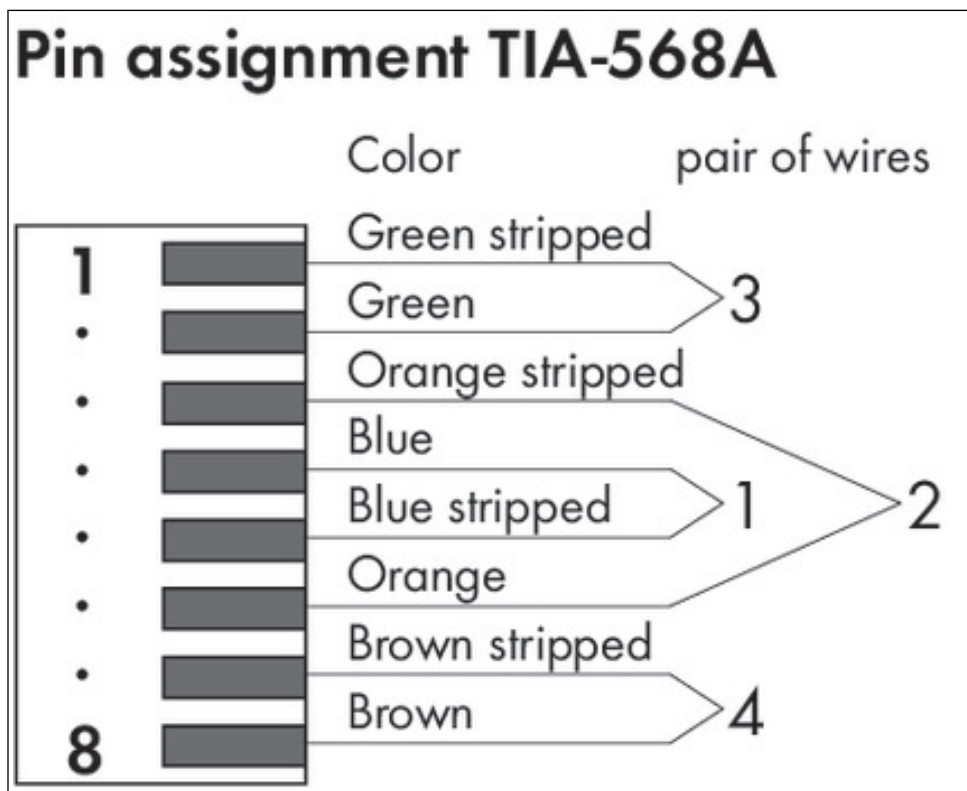 Pin assignment TIA-568A
Color pair of wires
1 Green stripped
Green 3
Orange stripped
Blue
Blue stripped 1 2
Orange
Brown stripped
Brown 4
8